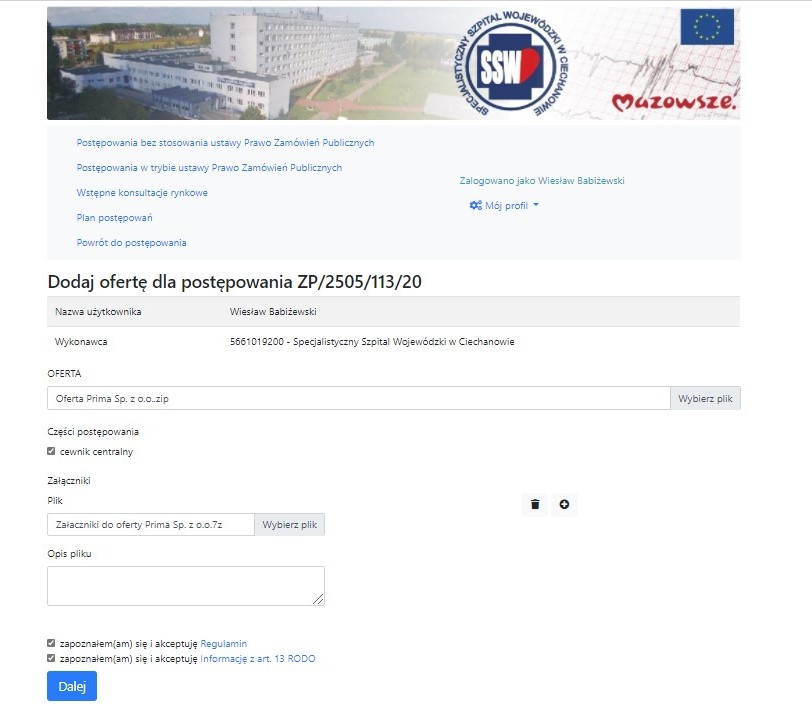 SPECJALISTYCZNY SZPITAL WOJEWÓDZKI W CIECHANOWIE
SSW
Mazowsze.
Postępowania bez stosowania ustawy Prawo Zamówień Publicznych
Postępowania w trybie ustawy Prawo Zamówień Publicznych
Wstępne konsultacje rynkowe
Plan postępowań
Powrót do postępowania
Zalogowano jako Wiesław Babiżewski
Mój profil
Dodaj ofertę dla postępowania ZP/2505/113/20
Nazwa użytkownika Wiesław Babiżewski
Wykonawca 5661019200 - Specjalistyczny Szpital Wojewódzki w Ciechanowie
OFERTA
Oferta Prima Sp. z o.o..zip Wybierz plik
Części postępowania
cewnik centralny
Załączniki
Plik
Załaczniki do oferty Prima Sp. z o.o.7z Wybierz plik
Opis pliku
zapoznałem(am) się i akceptuję Regulamin
zapoznałem(am) się i akceptuję Informację z art. 13 RODO
Dalej